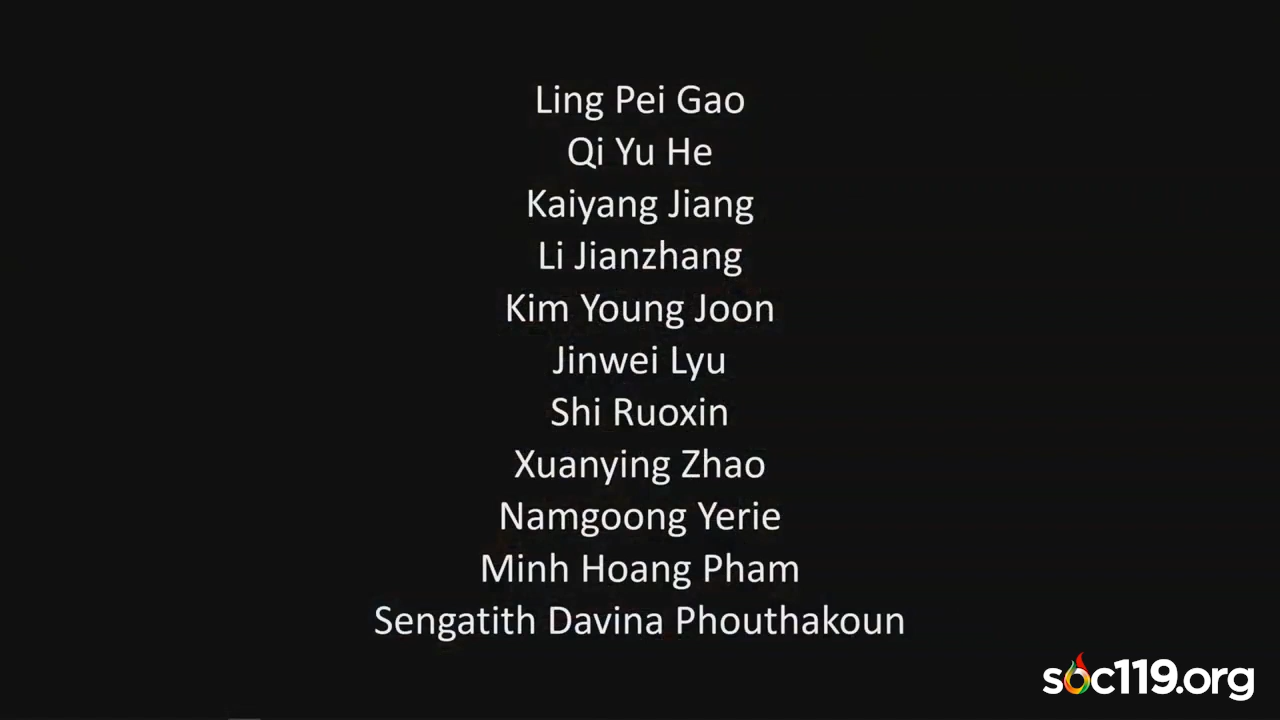 Ling Pei Gao
Qi Yu He
Kaiyang Jiang
Li Jianzhang
Kim Young Joon
Jinwei Lyu
Shi Ruoxin
Xuanying Zhao
Namgoong Yerie
Minh Hoang Pham
Sengatith Davina Phouthakoun
soc119.org